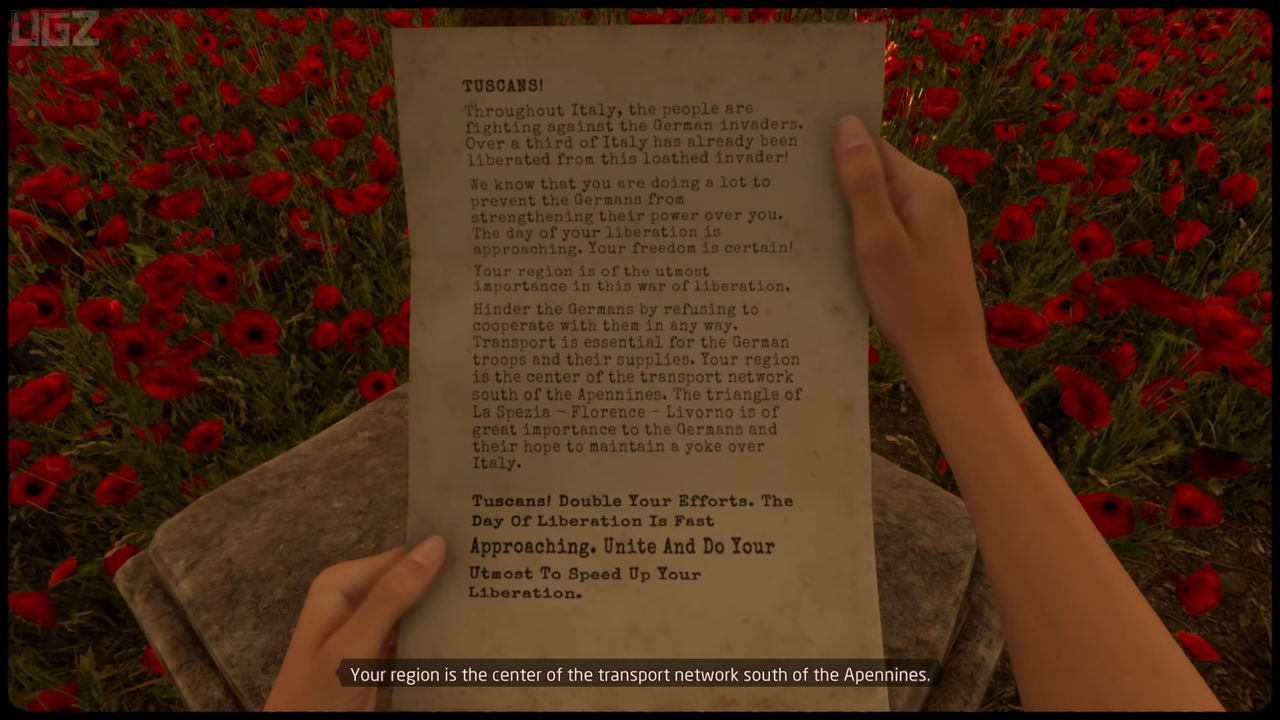 UGZ
TUSCANS!
Throughout Italy, the people are
fighting against the German invaders.
Over a third of Italy has already been
liberated from this loathed invader!
We know that you are doing a lot to
prevent the Germans from
strengthening their power over you.
The day of your liberation is
approaching. Your freedom is certain!
Your region is of the utmost
importance in this war of liberation.
Hinder the Germans by refusing to
cooperate with them in any way.
Transport is essential for the German
troops and their supplies. Your region
is the center of the transport network
south of the Apennines. The triangle of
La Spezia - Florence - Livorno is of
great importance to the Germans and
their hope to maintain a yoke over
Italy.
Tuscans! Double Your Efforts. The
Day Of Liberation Is Fast
Approaching. Unite And Do Your
Utmost To Speed Up Your
Liberation.
Your region is the center of the transport network south of the Apennines.